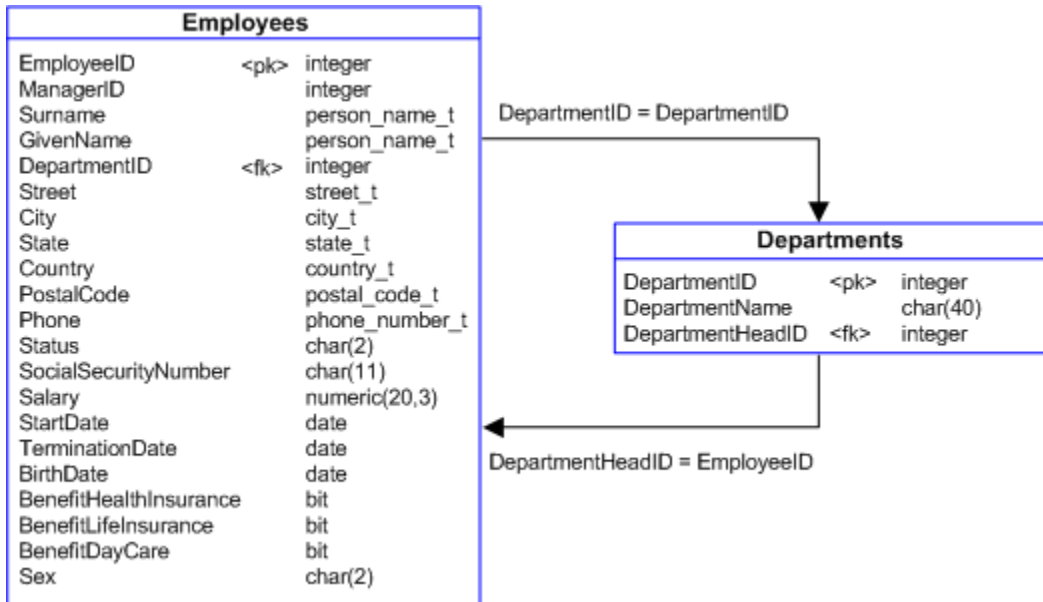 Employees
EmployeeID <pk> integer
ManagerID integer
Surname person_name_t
GivenName person_name_t
DepartmentID <fk> integer
Street street_t
City city_t
State state_t
Country country_t
PostalCode postal_code_t
Phone phone_number_t
Status char(2)
SocialSecurityNumber char(11)
Salary numeric(20,3)
StartDate date
TerminationDate date
BirthDate date
BenefitHealthInsurance bit
BenefitLifeInsurance bit
BenefitDayCare bit
Sex char(2)
DepartmentID = DepartmentID
Departments
DepartmentID <pk> integer
DepartmentName char(40)
DepartmentHeadID <fk> integer
DepartmentHeadID = EmployeeID